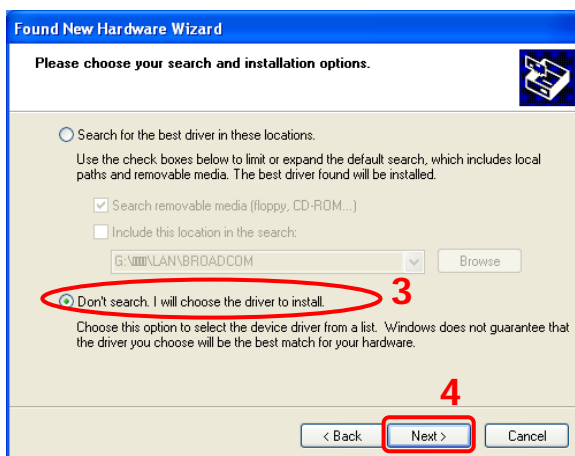 Found New Hardware Wizard
Please choose your search and installation options.
Search for the best driver in these locations.
Use the check boxes below to limit or expand the default search, which includes local
paths and removable media. The best driver found will be installed.
Search removable media (floppy, CD-ROM...)
Include this location in the search:
\LAN\BROADCOM
Browse
Don't search. I will choose the driver to install.
3
Choose this option to select the device driver from a list. Windows does not guarantee that
the driver you choose will be the best match for your hardware.
4
< Back Next > Cancel